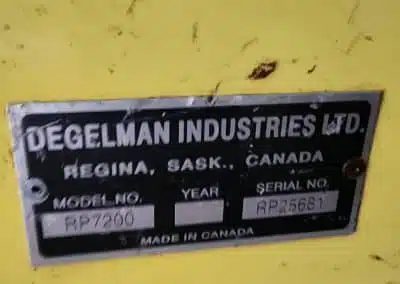 DEGELMAN INDUSTRIES LTD.
REGINA, SASK., CANADA
MODEL NO. YEAR SERIAL NO.
RP7200 RP25681
MADE IN CANADA